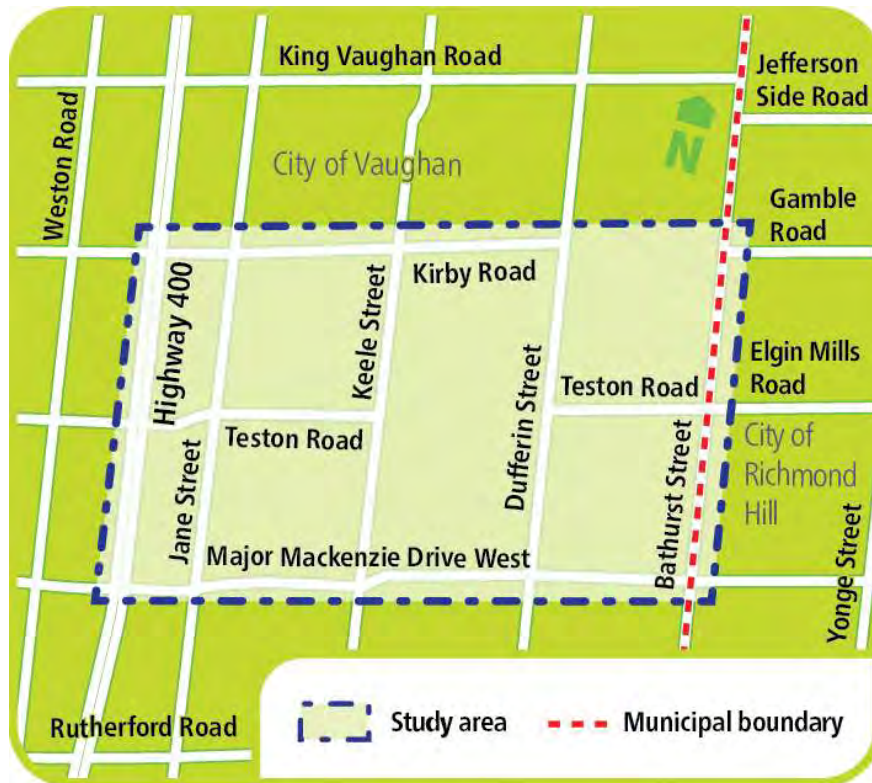 King Vaughan Road
Jefferson
Side Road
Weston Road
City of Vaughan
N
Gamble
Road
Highway 400
Keele Street
Kirby Road
Dufferin Street
Elgin Mills
Road
Teston Road
Teston Road
Jane Street
Bathurst Street
City of
Richmond
Hill
Major Mackenzie Drive West
Yonge Street
Rutherford Road
Study area
Municipal boundary